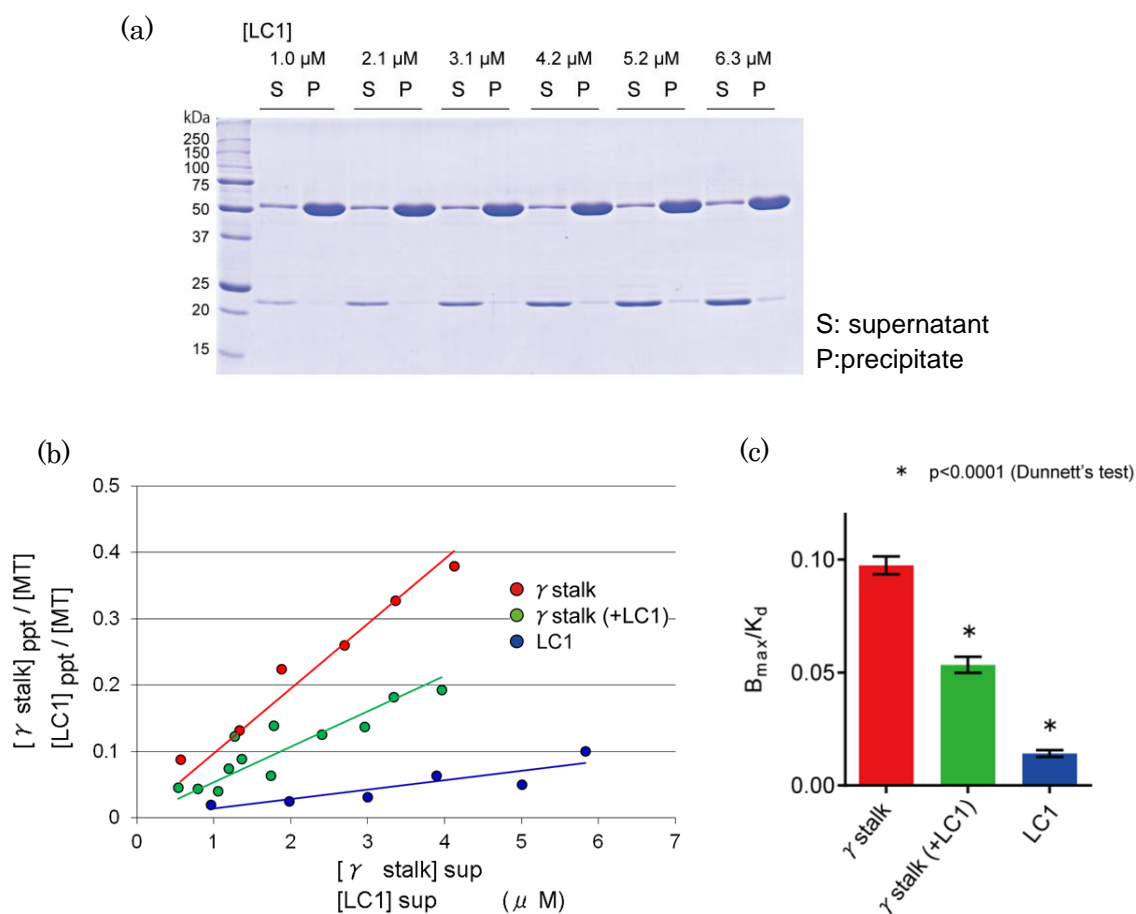 (a)
[LC1]
1.0 μM 2.1 μM 3.1 μM 4.2 μM 5.2 μM 6.3 μM
S P S P S P S P S P S P
kDa
250
150
100
75
50
37
25
20
15
S: supernatant
P:precipitate
(b)
[γ stalk] ppt / [MT]
[LC1] ppt / [MT]
0.5
0.4
0.3
0.2
0.1
0
0 1 2 3 4 5 6 7
γ stalk
γ stalk (+LC1)
LC1
[γ stalk] sup
[LC1] sup (μ M)
(c)
* p<0.0001 (Dunnett's test)
Bmax/Kd
0.10
0.05
0.00
*
*
γ stalk
γ stalk (+LC1)
LC1